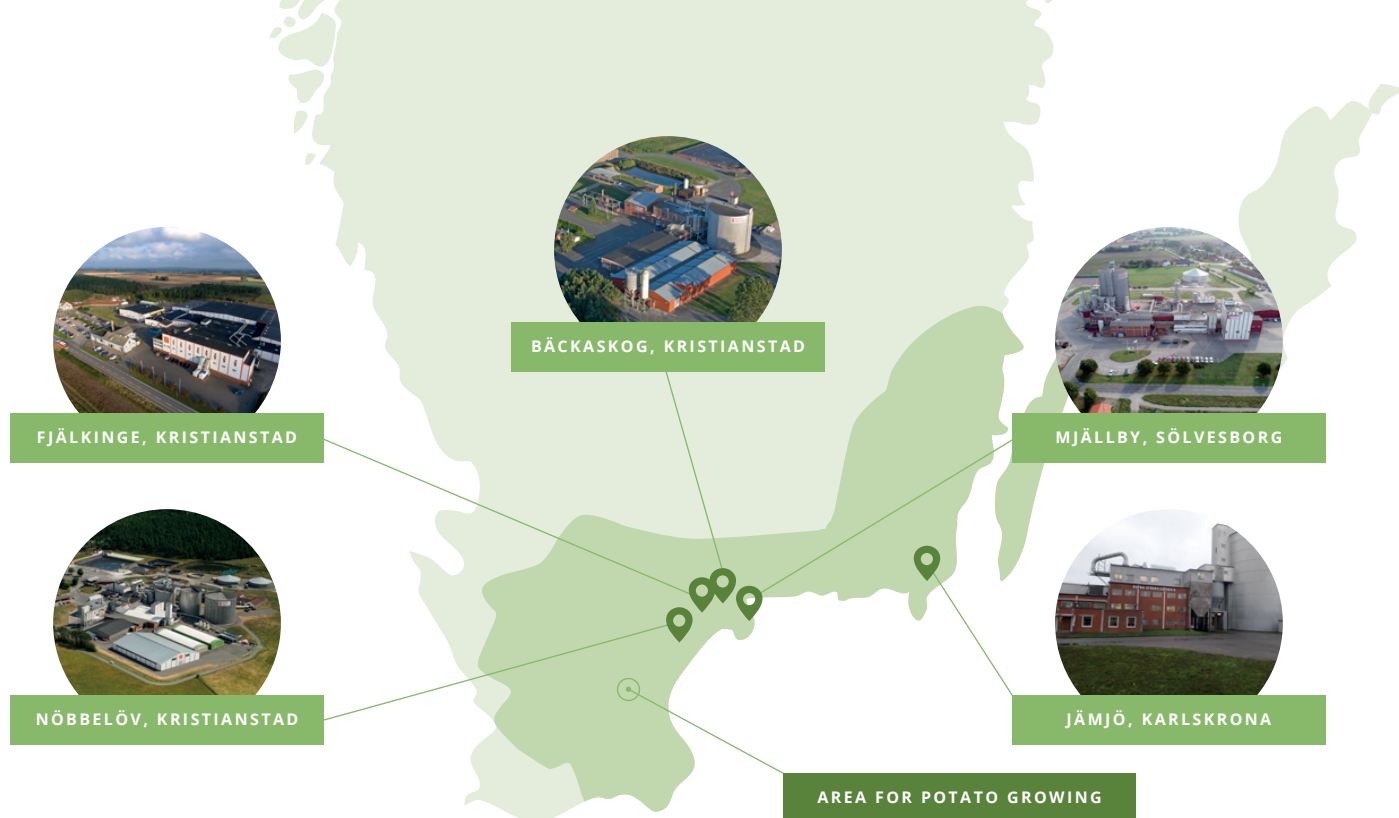 BÄCKASKOG, KRISTIANSTAD
FJÄLKINGE, KRISTIANSTAD
MJÄLLBY, SÖLVESBORG
NÖBBELÖV, KRISTIANSTAD
JÄMJÖ, KARLSKRONA
AREA FOR POTATO GROWING